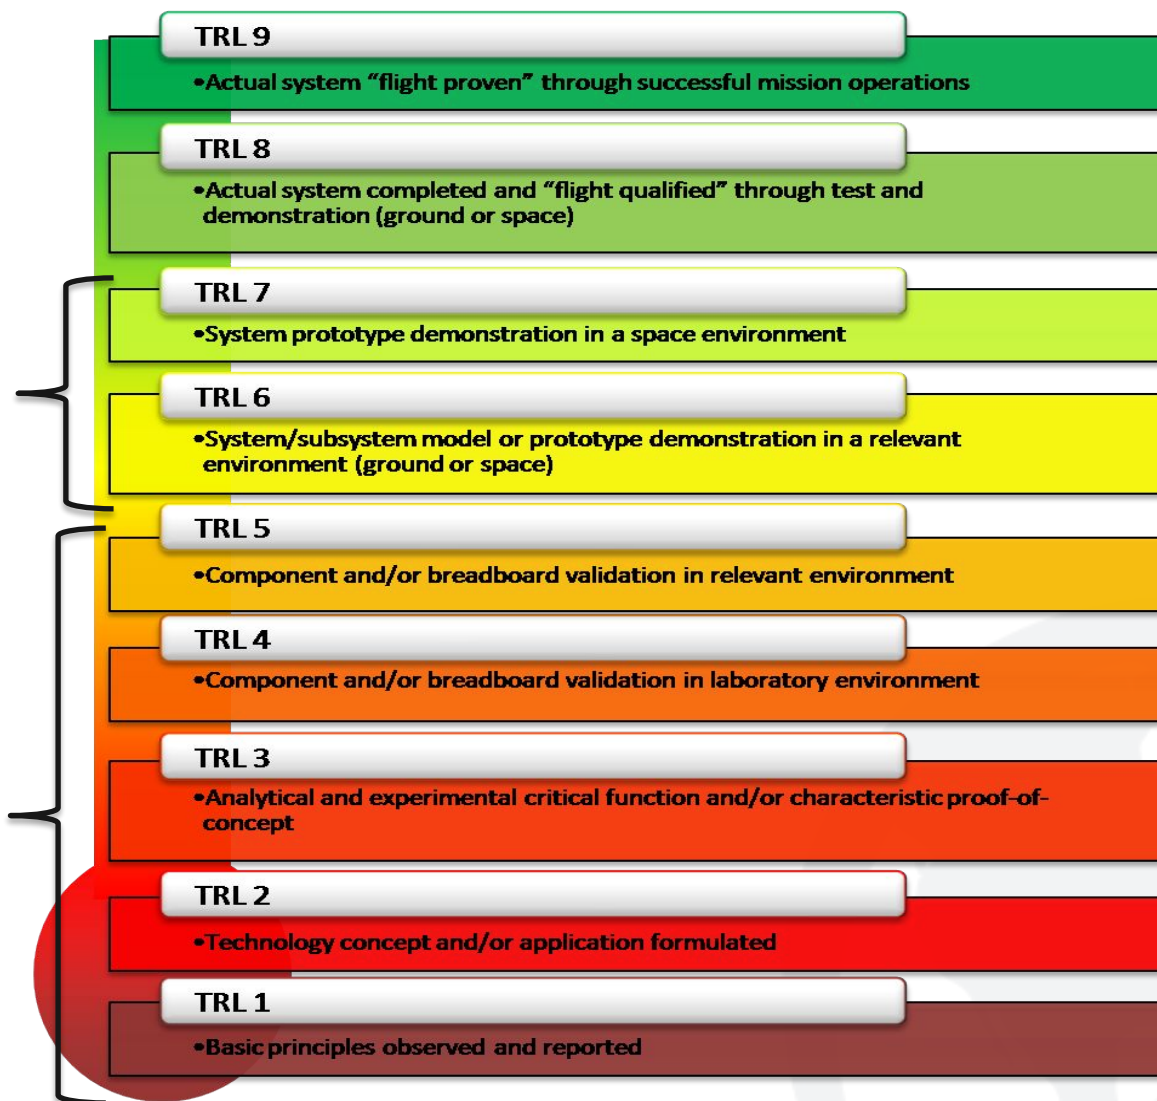 TRL 9
•Actual system “flight proven” through successful mission operations
TRL 8
•Actual system completed and “flight qualified” through test and
demonstration (ground or space)
TRL 7
•System prototype demonstration in a space environment
TRL 6
•System/subsystem model or prototype demonstration in a relevant
environment (ground or space)
TRL 5
•Component and/or breadboard validation in relevant environment
TRL 4
•Component and/or breadboard validation in laboratory environment
TRL 3
•Analytical and experimental critical function and/or characteristic proof-of-
concept
TRL 2
•Technology concept and/or application formulated
TRL 1
•Basic principles observed and reported